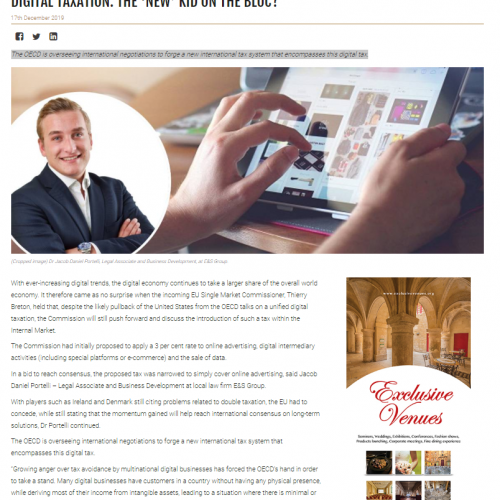 DIGITAL TAXATION: THE 'NEW' KID ON THE BLOC?
17th December 2019
The OECD is overseeing international negotiations to forge a new international tax system that encompasses this digital tax.
(Cropped image) Dr Jacob Daniel Portelli, Legal Associate and Business Development, at E&S Group
With ever-increasing digital trends, the digital economy continues to take a larger share of the overall world
economy. It therefore came as no surprise when the incoming EU Single Market Commissioner, Thierry
Breton, held that, despite the likely pullback of the United States from the OECD talks on a unified digital
taxation, the Commission will still push forward and discuss the introduction of such a tax within the
Internal Market.
The Commission had initially proposed to apply a 3 per cent rate to online advertising, digital intermediary
activities (including special platforms or e-commerce) and the sale of data.
In a bid to reach consensus, the proposed tax was narrowed to simply cover online advertising, said Jacob
Daniel Portelli – Legal Associate and Business Development at local law firm E&S Group.
With players such as Ireland and Denmark still citing problems related to double taxation, the EU had to
concede, while still stating that the momentum gained will help reach international consensus on long-term
solutions, Dr Portelli continued.
The OECD is overseeing international negotiations to forge a new international tax system that
encompasses this digital tax.
"Growing anger over tax avoidance by multinational digital businesses has forced the OECD's hand in order
to take a stand. Many digital businesses have customers in a country without having any physical presence,
while deriving most of their income from intangible assets, leading to a situation where there is minimal or
Exclusive
Venues
Seminars, Weddings, Exhibitions, Conferences, Fashion shows,
Products launching, Corporate meetings, Fine dining experience